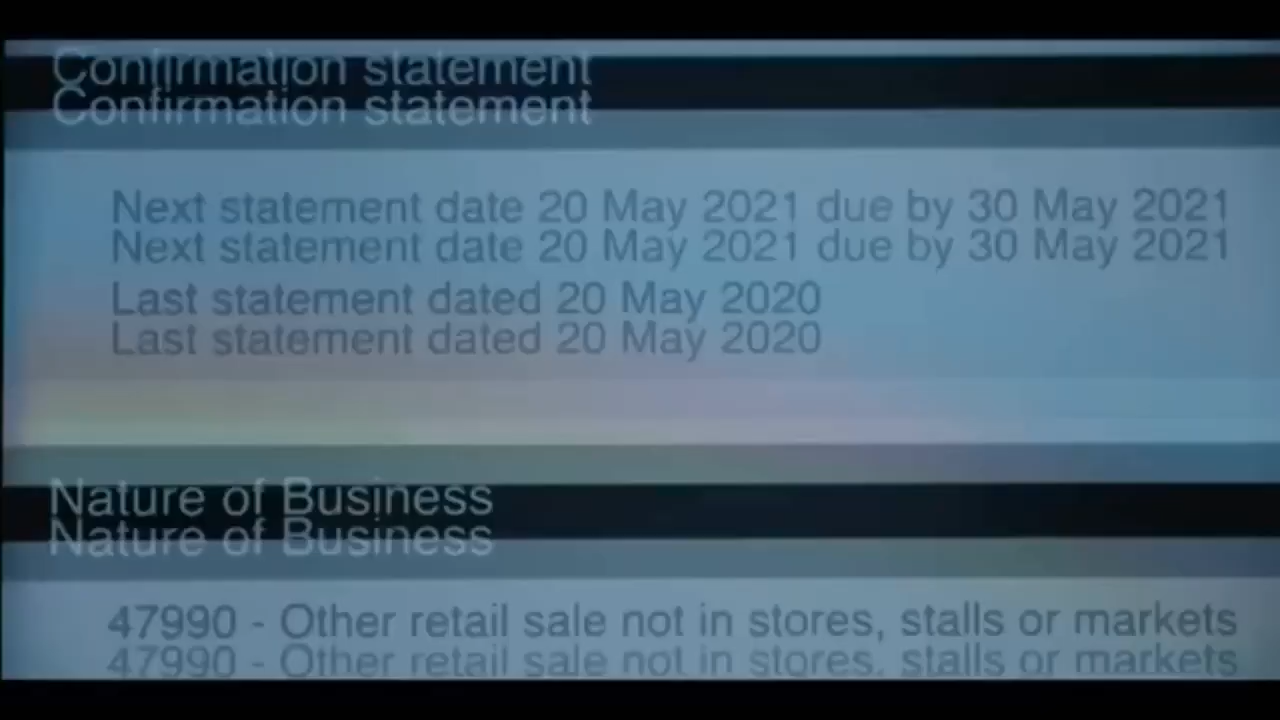 Confirmation statement
Confirmation statement
Next statement date 20 May 2021 due by 30 May 2021
Next statement date 20 May 2021 due by 30 May 2021
Last statement dated 20 May 2020
Last statement dated 20 May 2020
Nature of Business
Nature of Business
47990 - Other retail sale not in stores, stalls or markets
47990 - Other retail sale not in stores, stalls or markets